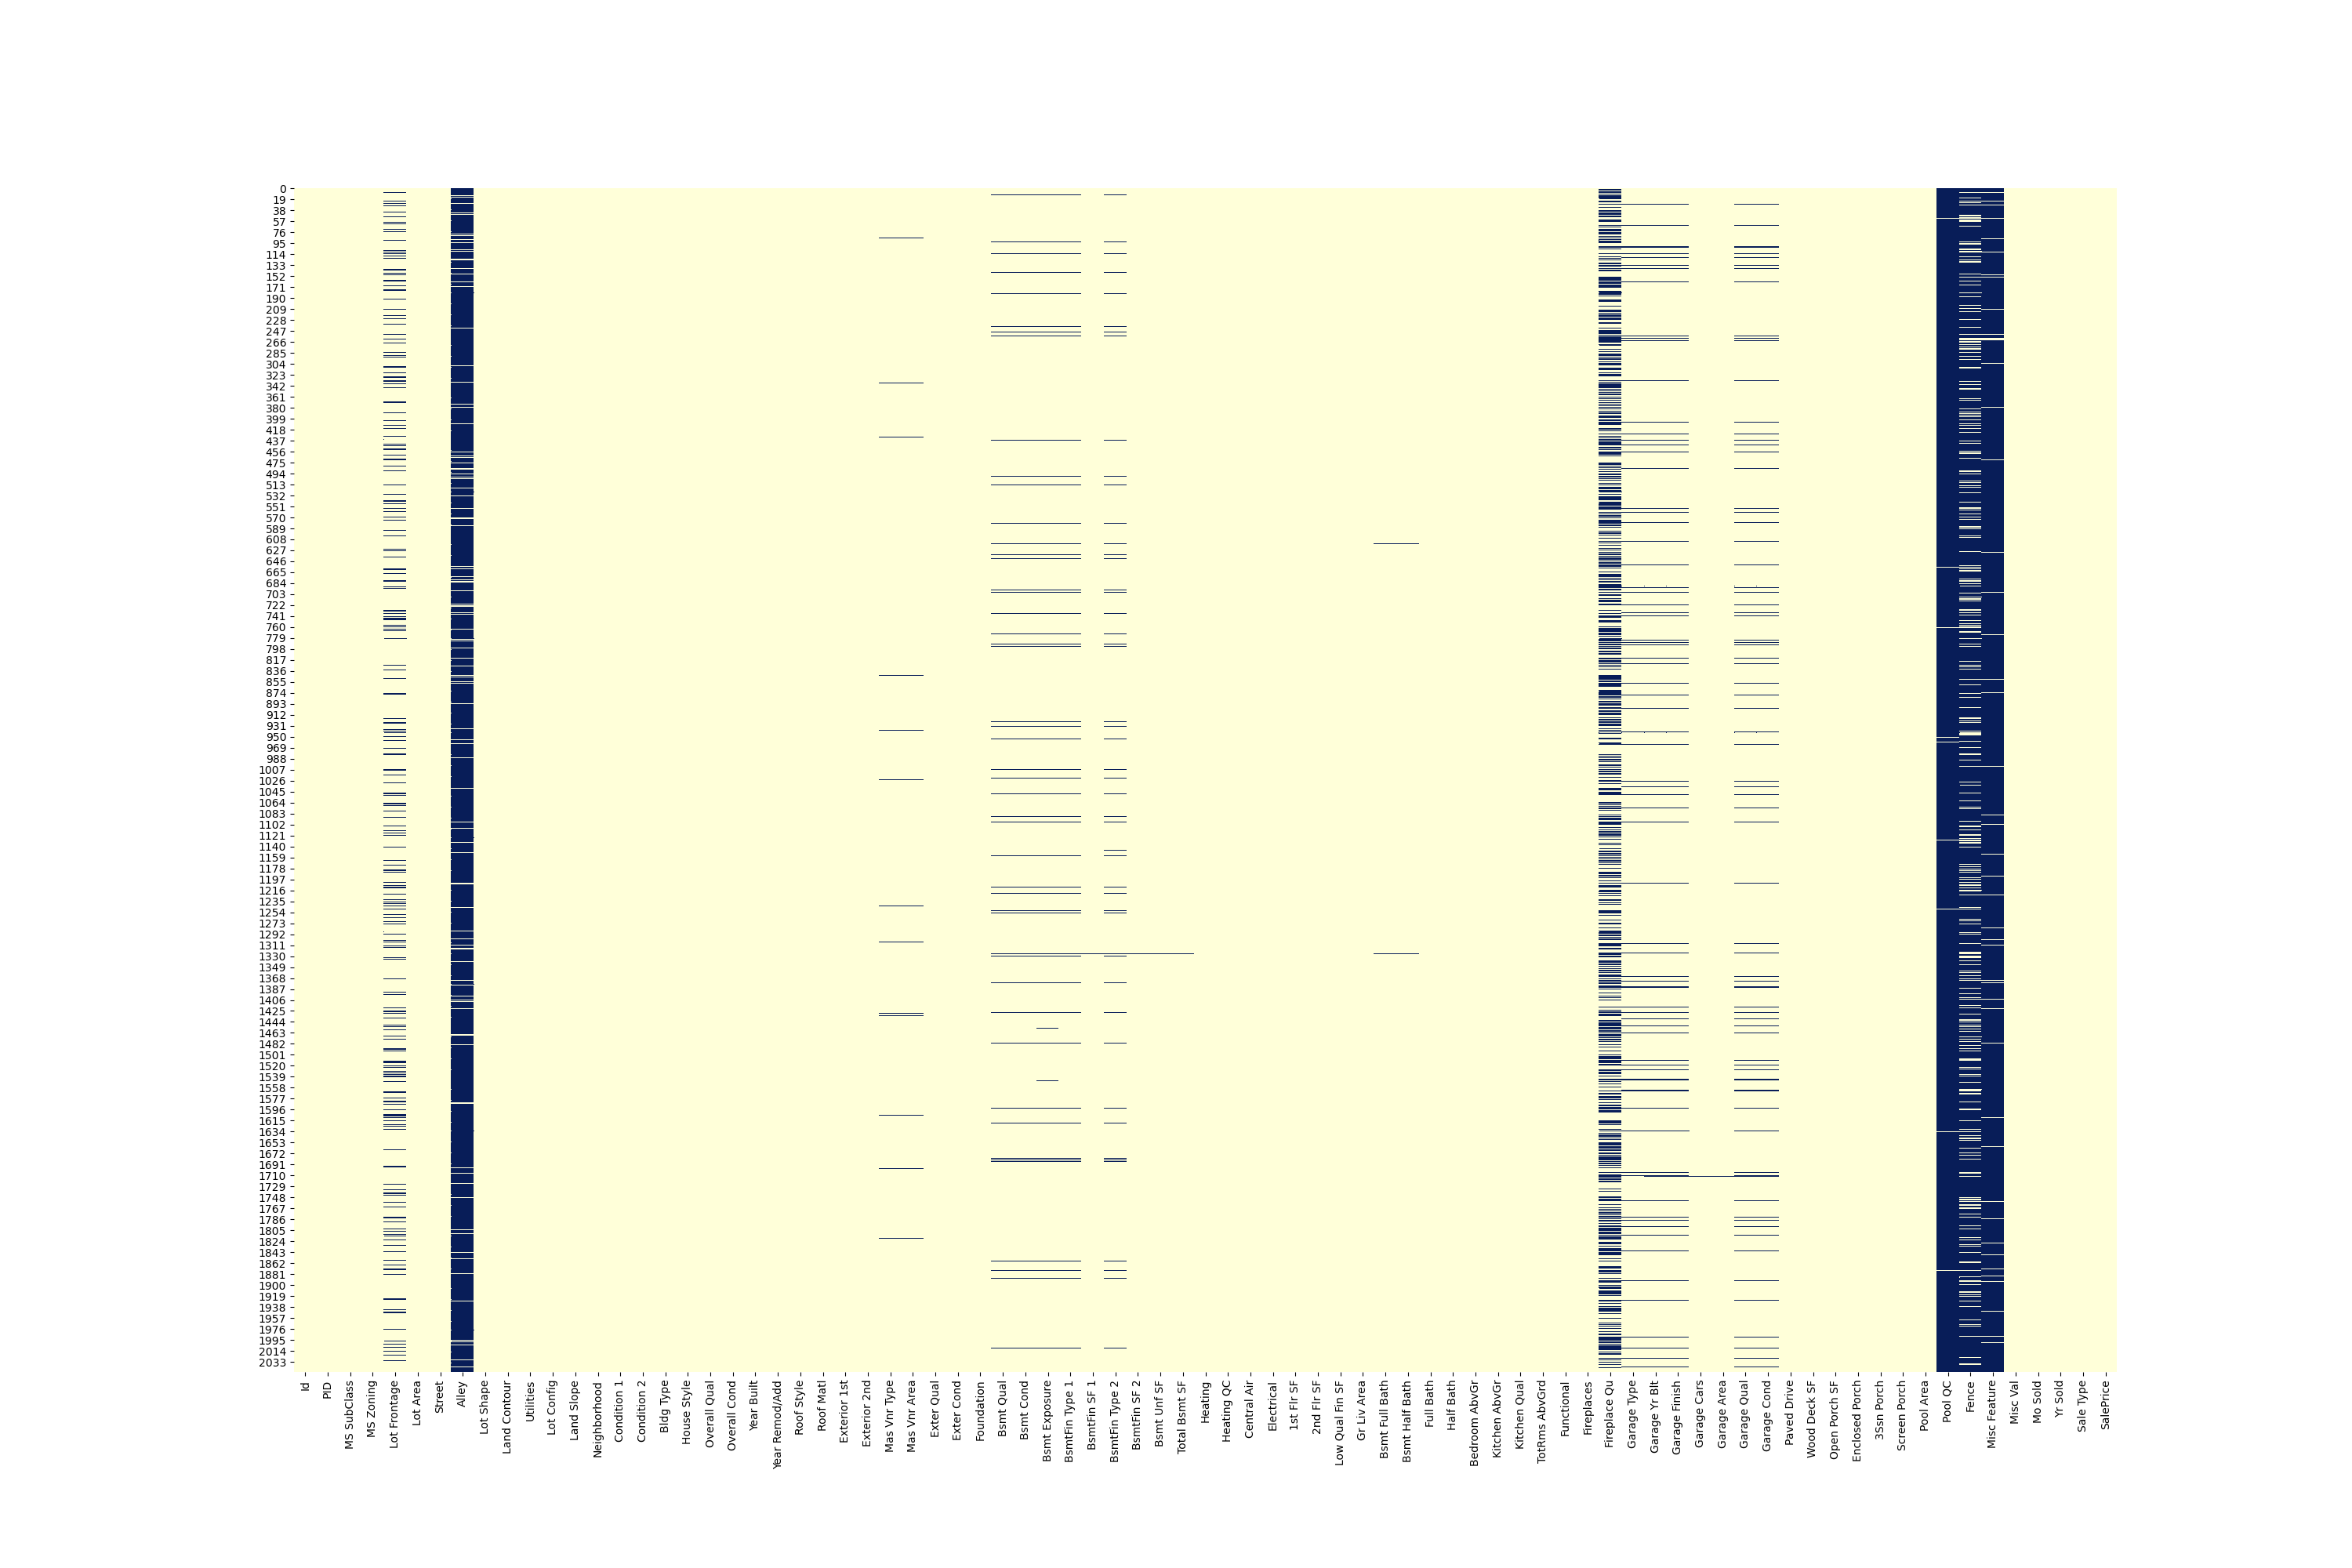 0
19
38
57
76
95
114
133
152
171
190
209
228
247
266
285
304
323
342
361
380
399
418
437
456
475
494
513
532
551
570
589
608
627
646
665
684
703
722
741
760
779
798
817
836
855
874
893
912
931
950
969
988
1007
1026
1045
1064
1083
1102
1121
1140
1159
1178
1197
1216
1235
1254
1273
1292
1311
1330
1349
1368
1387
1406
1425
1444
1463
1482
1501
1520
1539
1558
1577
1596
1615
1634
1653
1672
1691
1710
1729
1748
1767
1786
1805
1824
1843
1862
1881
1900
1919
1938
1957
1976
1995
2014
2033
Id
PID
MS SubClass
MS Zoning
Lot Frontage
Lot Area
Street
Alley
Lot Shape
Land Contour
Utilities
Lot Config
Land Slope
Neighborhood
Condition 1
Condition 2
Bldg Type
House Style
Overall Qual
Overall Cond
Year Built
Year Remod/Add
Roof Style
Roof Matl
Exterior 1st
Exterior 2nd
Mas Vnr Type
Mas Vnr Area
Exter Qual
Exter Cond
Foundation
Bsmt Qual
Bsmt Cond
Bsmt Exposure
BsmtFin Type 1
BsmtFin SF 1
BsmtFin Type 2
BsmtFin SF 2
Bsmt Unf SF
Total Bsmt SF
Heating
Heating QC
Central Air
Electrical
1st Flr SF
2nd Flr SF
Low Qual Fin SF
Gr Liv Area
Bsmt Full Bath
Bsmt Half Bath
Full Bath
Half Bath
Bedroom AbvGr
Kitchen AbvGr
Kitchen Qual
TotRms AbvGrd
Functional
Fireplaces
Fireplace Qu
Garage Type
Garage Yr Blt
Garage Finish
Garage Cars
Garage Area
Garage Qual
Garage Cond
Paved Drive
Wood Deck SF
Open Porch SF
Enclosed Porch
3Ssn Porch
Screen Porch
Pool Area
Pool QC
Fence
Misc Feature
Misc Val
Mo Sold
Yr Sold
Sale Type
SalePrice